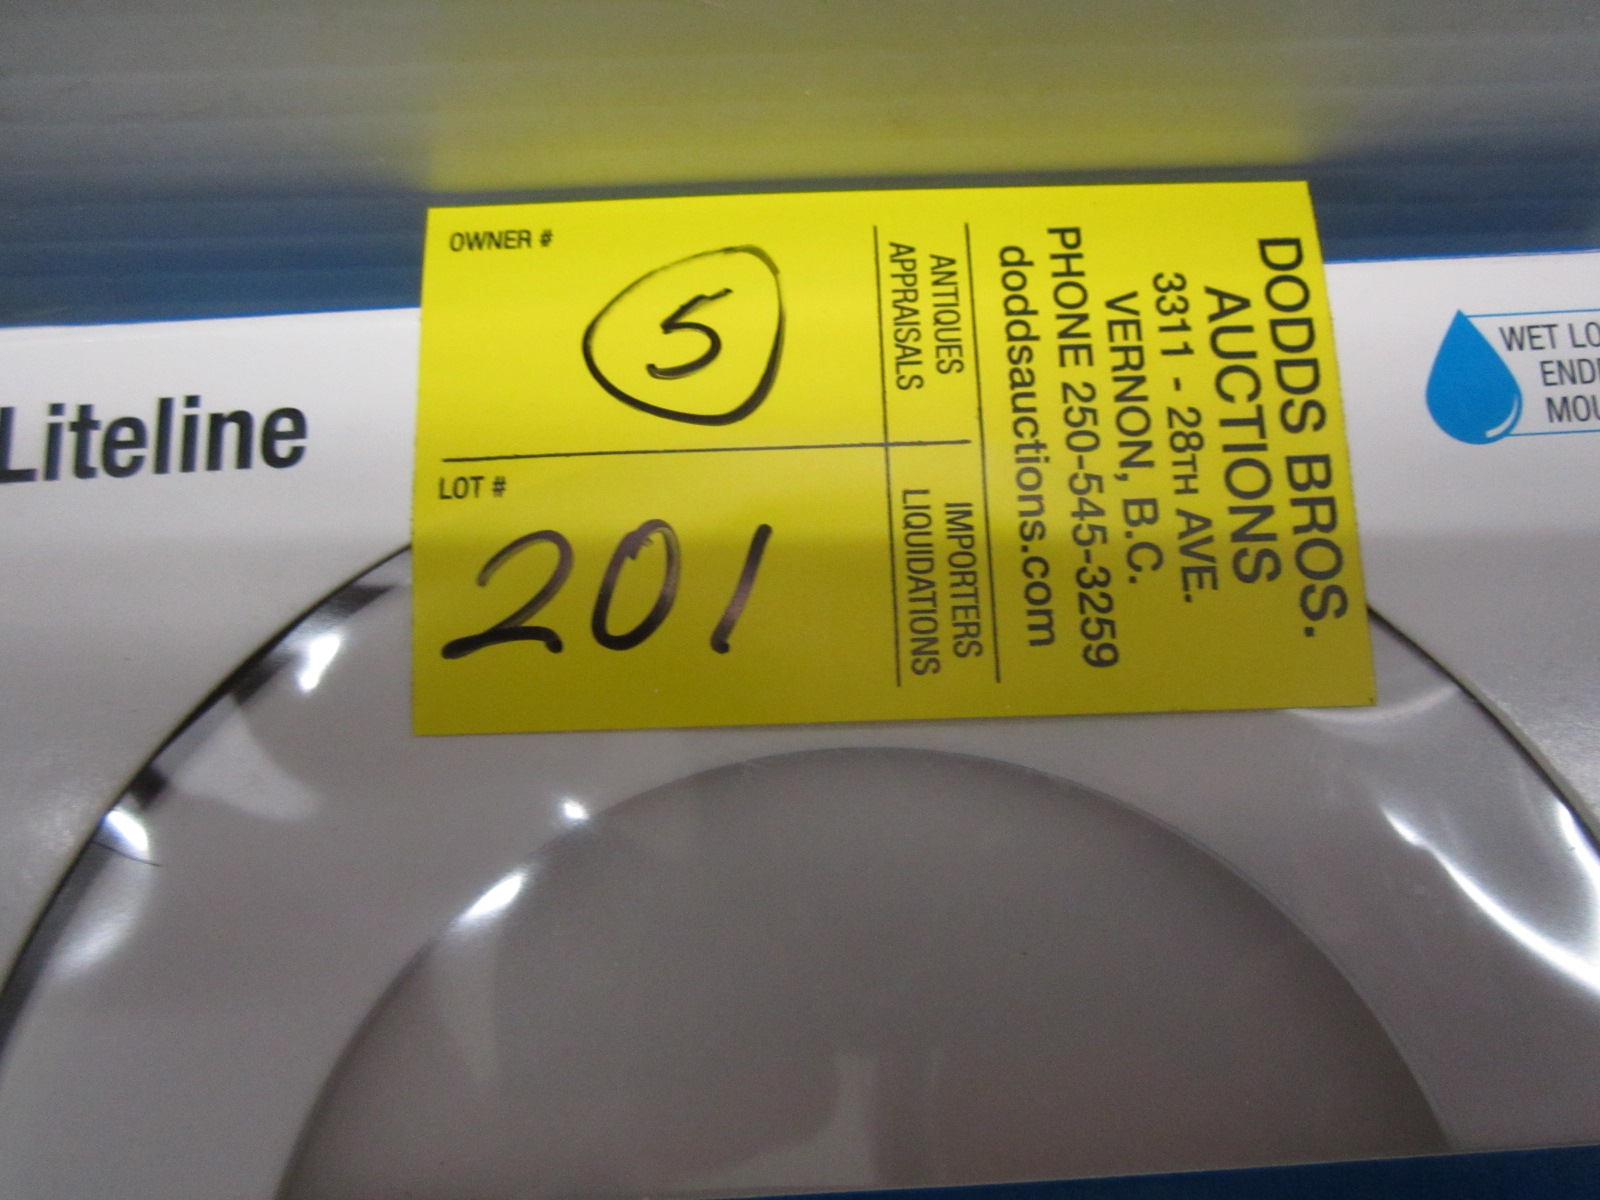 Liteline
OWNER #
5
LOT #
201
ANTIQUES
APPRAISALS
IMPORTERS
LIQUIDATIONS
DODDS BROS.
AUCTIONS
3311 - 28TH AVE.
VERNON, B.C.
PHONE 250-545-3259
doddsauctions.com
WET